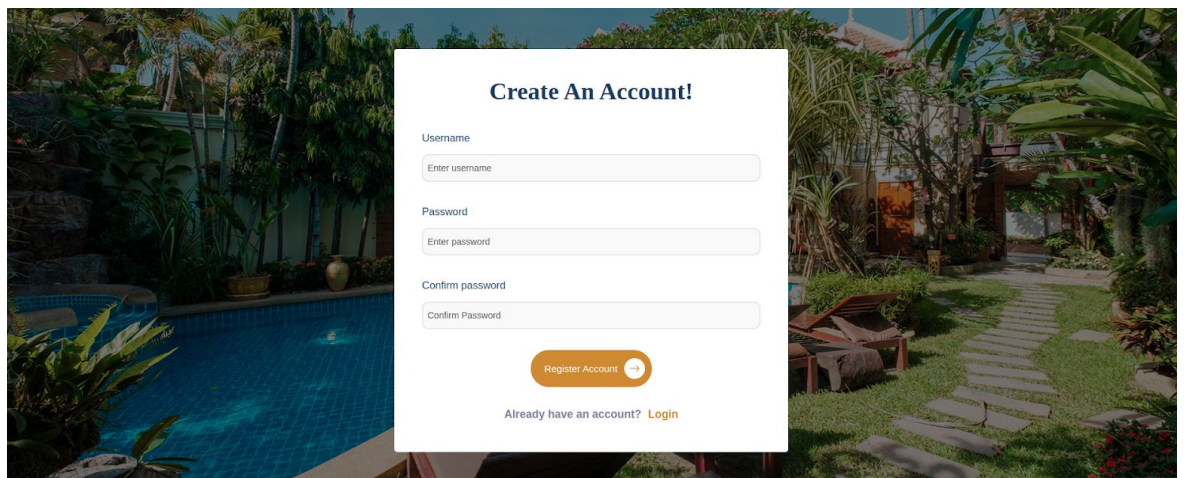 Create An Account!
Username
Enter username
Password
Enter password
Confirm password
Confirm Password
Register Account
Already have an account? Login